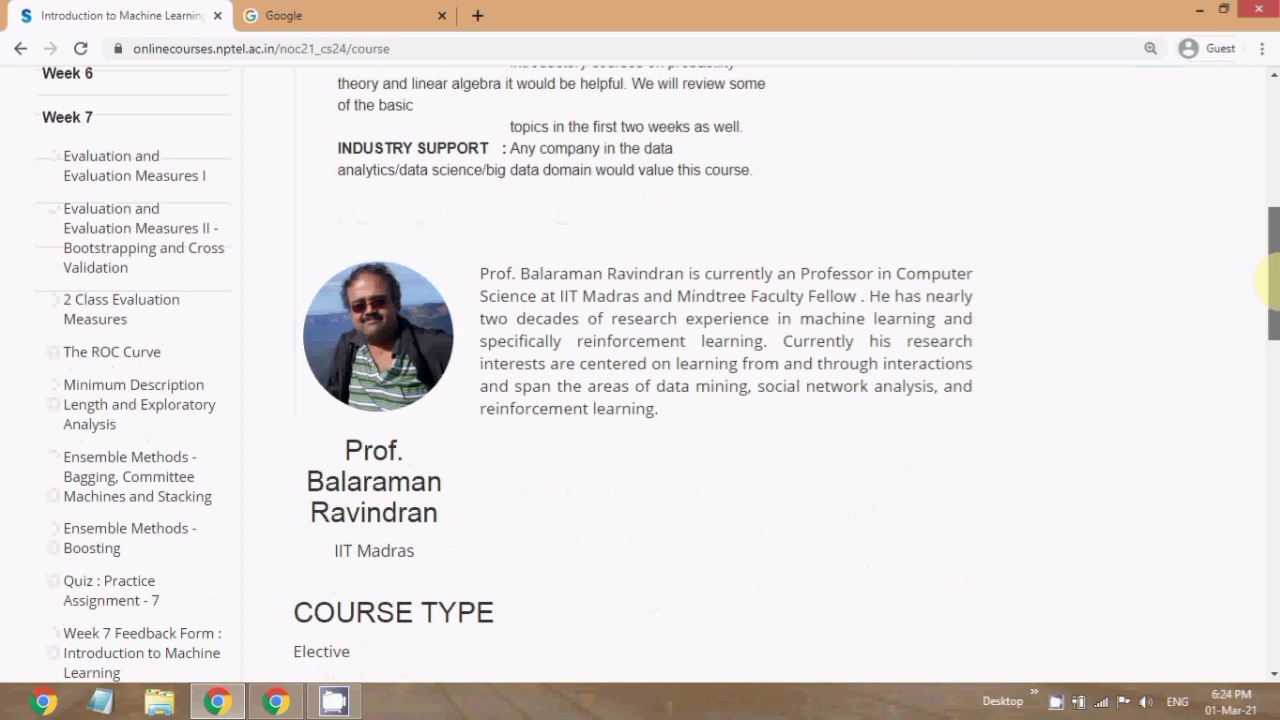 Introduction to Machine Learning
Google
onlinecourses.nptel.ac.in/noc21_cs24/course
Guest
Week 6
Week 7
Evaluation and
Evaluation Measures I
Evaluation and
Evaluation Measures II -
Bootstrapping and Cross
Validation
2 Class Evaluation
Measures
The ROC Curve
Minimum Description
Length and Exploratory
Analysis
Ensemble Methods -
Bagging, Committee
Machines and Stacking
Ensemble Methods -
Boosting
Quiz : Practice
Assignment - 7
Week 7 Feedback Form :
Introduction to Machine
Learning
introductory courses on probability
theory and linear algebra it would be helpful. We will review some
of the basic
topics in the first two weeks as well.
INDUSTRY SUPPORT : Any company in the data
analytics/data science/big data domain would value this course.
Prof. Balaraman Ravindran is currently an Professor in Computer
Science at IIT Madras and Mindtree Faculty Fellow . He has nearly
two decades of research experience in machine learning and
specifically reinforcement learning. Currently his research
interests are centered on learning from and through interactions
and span the areas of data mining, social network analysis, and
reinforcement learning.
Prof.
Balaraman
Ravindran
IIT Madras
COURSE TYPE
Elective
Desktop
ENG
6:24 PM
01-Mar-21